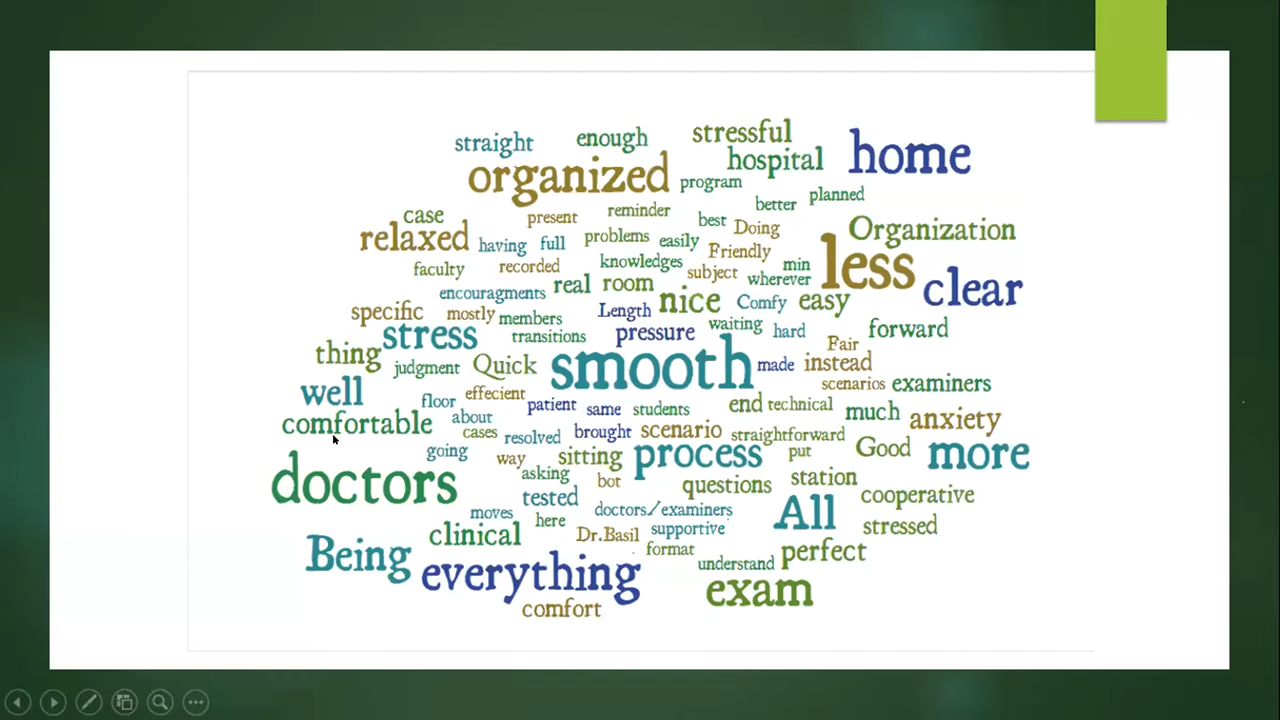 straight enough stressful
organized hospital home
program planned
better
case present reminder best Doing Organization
relaxed having full problems easily Friendly less
faculty recorded knowledges subject min clear
encouragments real room wherever
specific mostly members Length nice Comfy easy
stress transitions pressure waiting hard forward
thing judgment Quick smooth made Fair instead
well floor effecient scenarios examiners
comfortable about patient same students end technical much anxiety
cases resolved brought scenario straightforward Good more
going way sitting process put
doctors asking bot questions station cooperative
tested doctors/examiners All stressed
moves here supportive
clinical Dr.Basil format perfect
Being everything understand exam
comfort